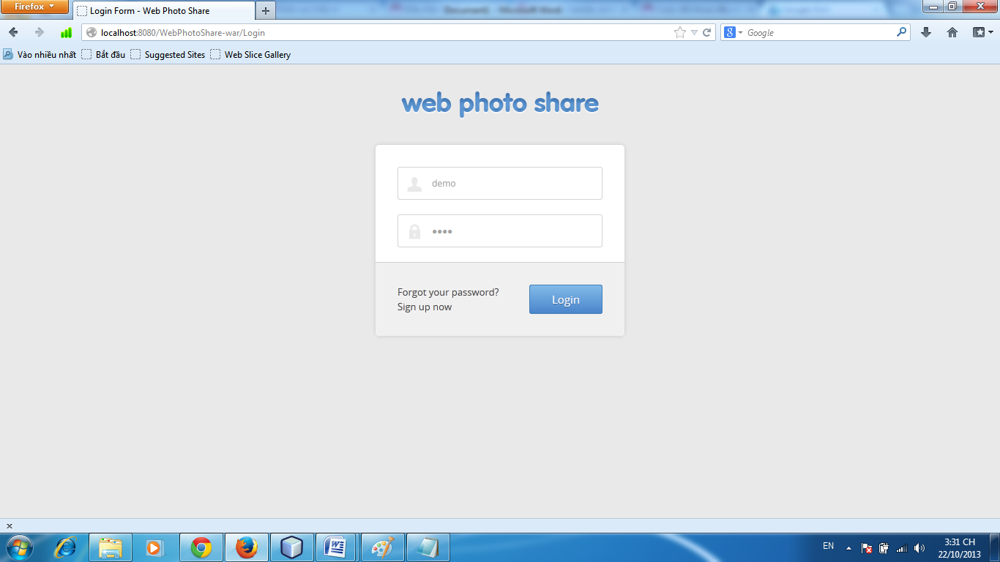 Firefox
Login Form - Web Photo Share
localhost:8080/WebPhotoShare-war/Login
Google
Vào nhiều nhất
Bắt đầu
Suggested Sites
Web Slice Gallery
web photo share
demo
Forgot your password?
Sign up now
Login
EN
3:31 CH
22/10/2013